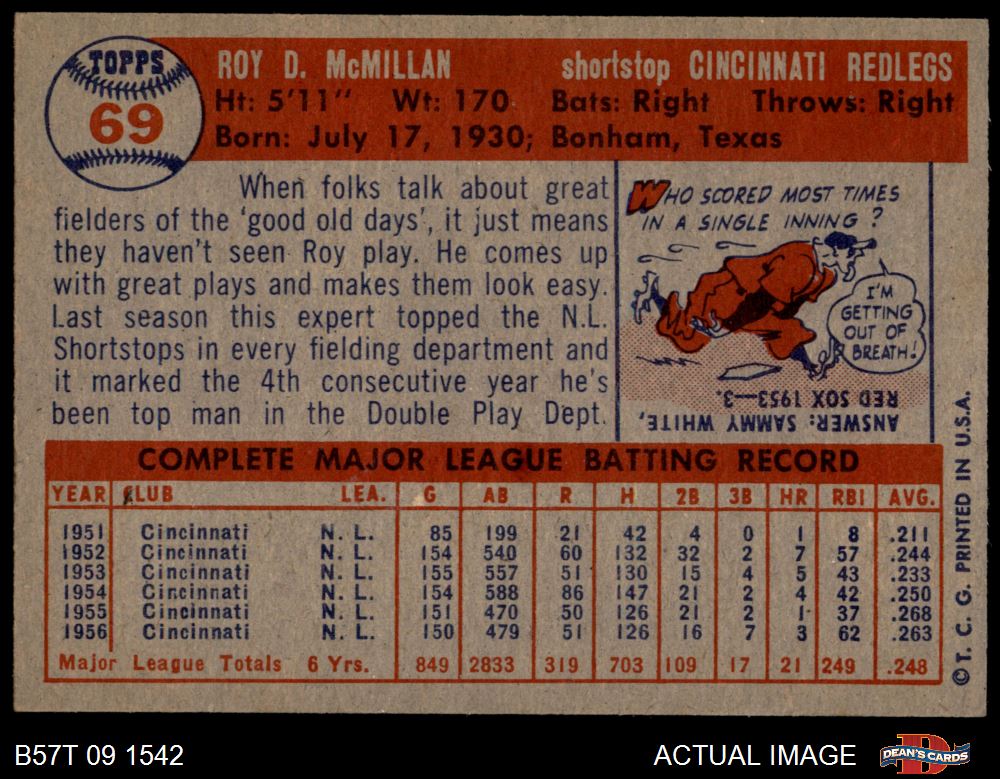 TOPPS
69
ROY D. McMILLAN shortstop CINCINNATI REDLEGS
Ht: 5'11" Wt: 170 Bats: Right Throws: Right
Born: July 17, 1930; Bonham, Texas
When folks talk about great
fielders of the 'good old days', it just means
they haven't seen Roy play. He comes up
with great plays and makes them look easy.
Last season this expert topped the N.L.
Shortstops in every fielding department and
it marked the 4th consecutive year he's
been top man in the Double Play Dept.
WHO SCORED MOST TIMES
IN A SINGLE INNING?
I'M
GETTING
OUT OF
BREATH!
ANSWER: SAMMY WHITE,
RED SOX 1953—3.
COMPLETE MAJOR LEAGUE BATTING RECORD
YEAR CLUB LEA. G AB R H 2B 3B HR RBI AVG.
1951 Cincinnati N. L. 85 199 21 42 4 0 1 8 .211
1952 Cincinnati N. L. 154 540 60 132 32 2 7 57 .244
1953 Cincinnati N. L. 155 557 51 130 15 4 5 43 .233
1954 Cincinnati N. L. 154 588 86 147 21 2 4 42 .250
1955 Cincinnati N. L. 151 470 50 126 21 2 1 37 .268
1956 Cincinnati N. L. 150 479 51 126 16 7 3 62 .263
Major League Totals 6 Yrs. 849 2833 319 703 109 17 21 249 .248
©T. C. G. PRINTED IN U.S.A.
B57T 09 1542
ACTUAL IMAGE
DEAN'S CARDS